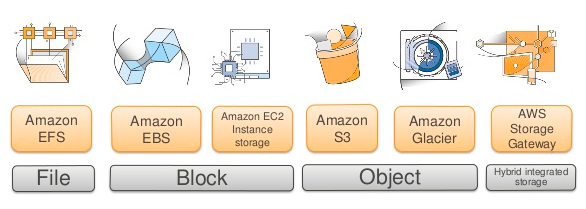 Amazon
EFS
Amazon
EBS
Amazon EC2
Instance
storage
Amazon
S3
Amazon
Glacier
AWS
Storage
Gateway
File
Block
Object
Hybrid integrated
storage